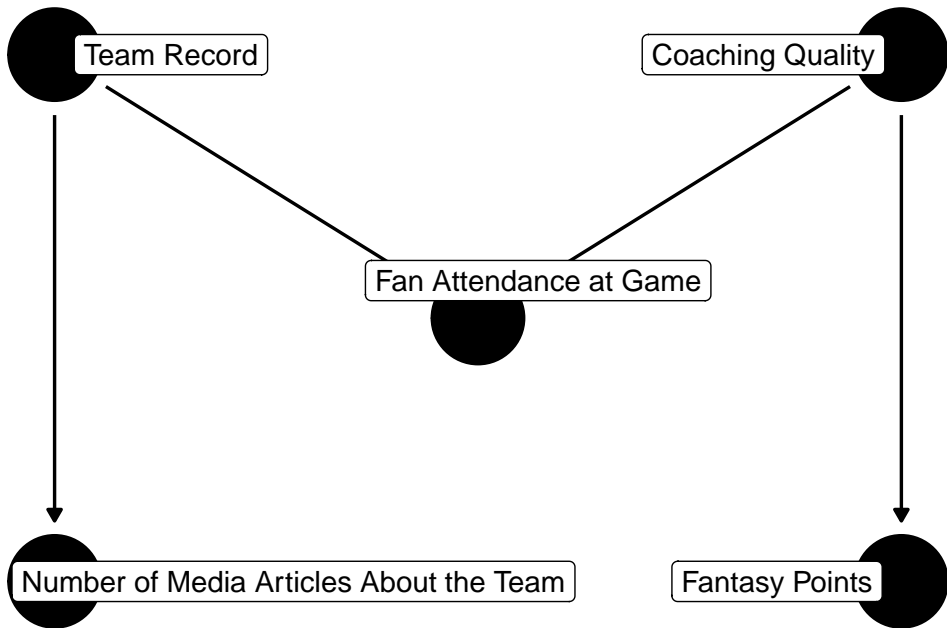 Team Record
Coaching Quality
Fan Attendance at Game
Number of Media Articles About the Team
Fantasy Points